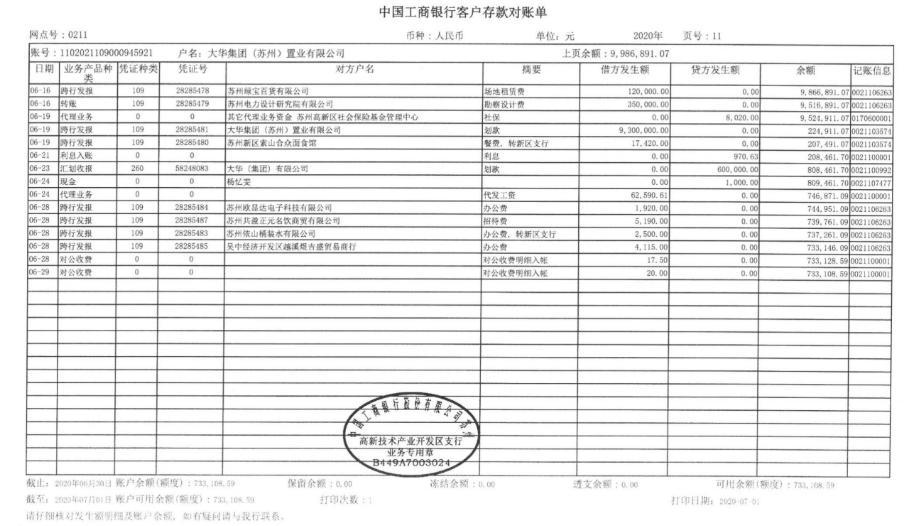 中国工商银行客户存款对账单
网点号：0211 币种：人民币 单位：元 2020年 页号：11
账号：1102021109000945921 户名：大华集团（苏州）置业有限公司 上页余额：9,986,891.07
日期 业务产品种类 凭证种类 凭证号 对方户名 摘要 借方发生额 贷方发生额 余额 记账信息
06-16 跨行发报 109 28285478 苏州颐宝百货有限公司 场地租赁费 120,000.00 0.00 9,866,891.07 0021106263
06-16 转账 109 28285479 苏州电力设计研究院有限公司 勘察设计费 350,000.00 0.00 9,516,891.07 0021106263
06-19 代理业务 0 0 其它代理业务资金 苏州高新区社会保险基金管理中心 社保 0.00 8,020.00 9,524,911.07 0170600001
06-19 跨行发报 109 28285481 大华集团（苏州）置业有限公司 划款 9,300,000.00 0.00 224,911.07 0021103574
06-19 跨行发报 109 28285480 苏州新区索山合众面食馆 餐费，转新区支行 17,420.00 0.00 207,491.07 0021103574
06-21 利息入账 0 0 利息 0.00 970.63 208,461.70 0021100001
06-23 汇划收报 260 58248083 大华（集团）有限公司 划款 0.00 600,000.00 808,461.70 0021100992
06-24 现金 0 0 杨忆雯 0.00 1,000.00 809,461.70 0021107477
06-24 代理业务 0 0 代发工资 62,590.61 0.00 746,871.09 0021100001
06-28 跨行发报 109 28285484 苏州欧昆达电子科技有限公司 办公费 1,920.00 0.00 744,951.09 0021106263
06-28 跨行发报 109 28285487 苏州共盈正元名饮商贸有限公司 招待费 5,190.00 0.00 739,761.09 0021106263
06-28 跨行发报 109 28285483 苏州依山桶装水有限公司 办公费，转新区支行 2,500.00 0.00 737,261.09 0021106263
06-28 跨行发报 109 28285485 吴中经济开发区越溪煜吉盛贸易商行 办公费 4,115.00 0.00 733,146.09 0021106263
06-28 对公收费 0 0 对公收费明细入帐 17.50 0.00 733,128.59 0021100001
06-29 对公收费 0 0 对公收费明细入帐 20.00 0.00 733,108.59 0021100001
中国工商银行股份有限公司苏州
高新技术产业开发区支行
业务专用章
B449A7003024
截止：2020年06月30日 账户余额(额度)：733,108.59 保留余额：0.00 冻结余额：0.00 透支余额：0.00 可用余额(额度)：733,108.59
截至：2020年07月01日 账户可用余额(额度)：733,108.59 打印次数：1 打印日期：2020-07-01
请仔细核对发生额明细及账户余额，如有疑问请与我行联系。